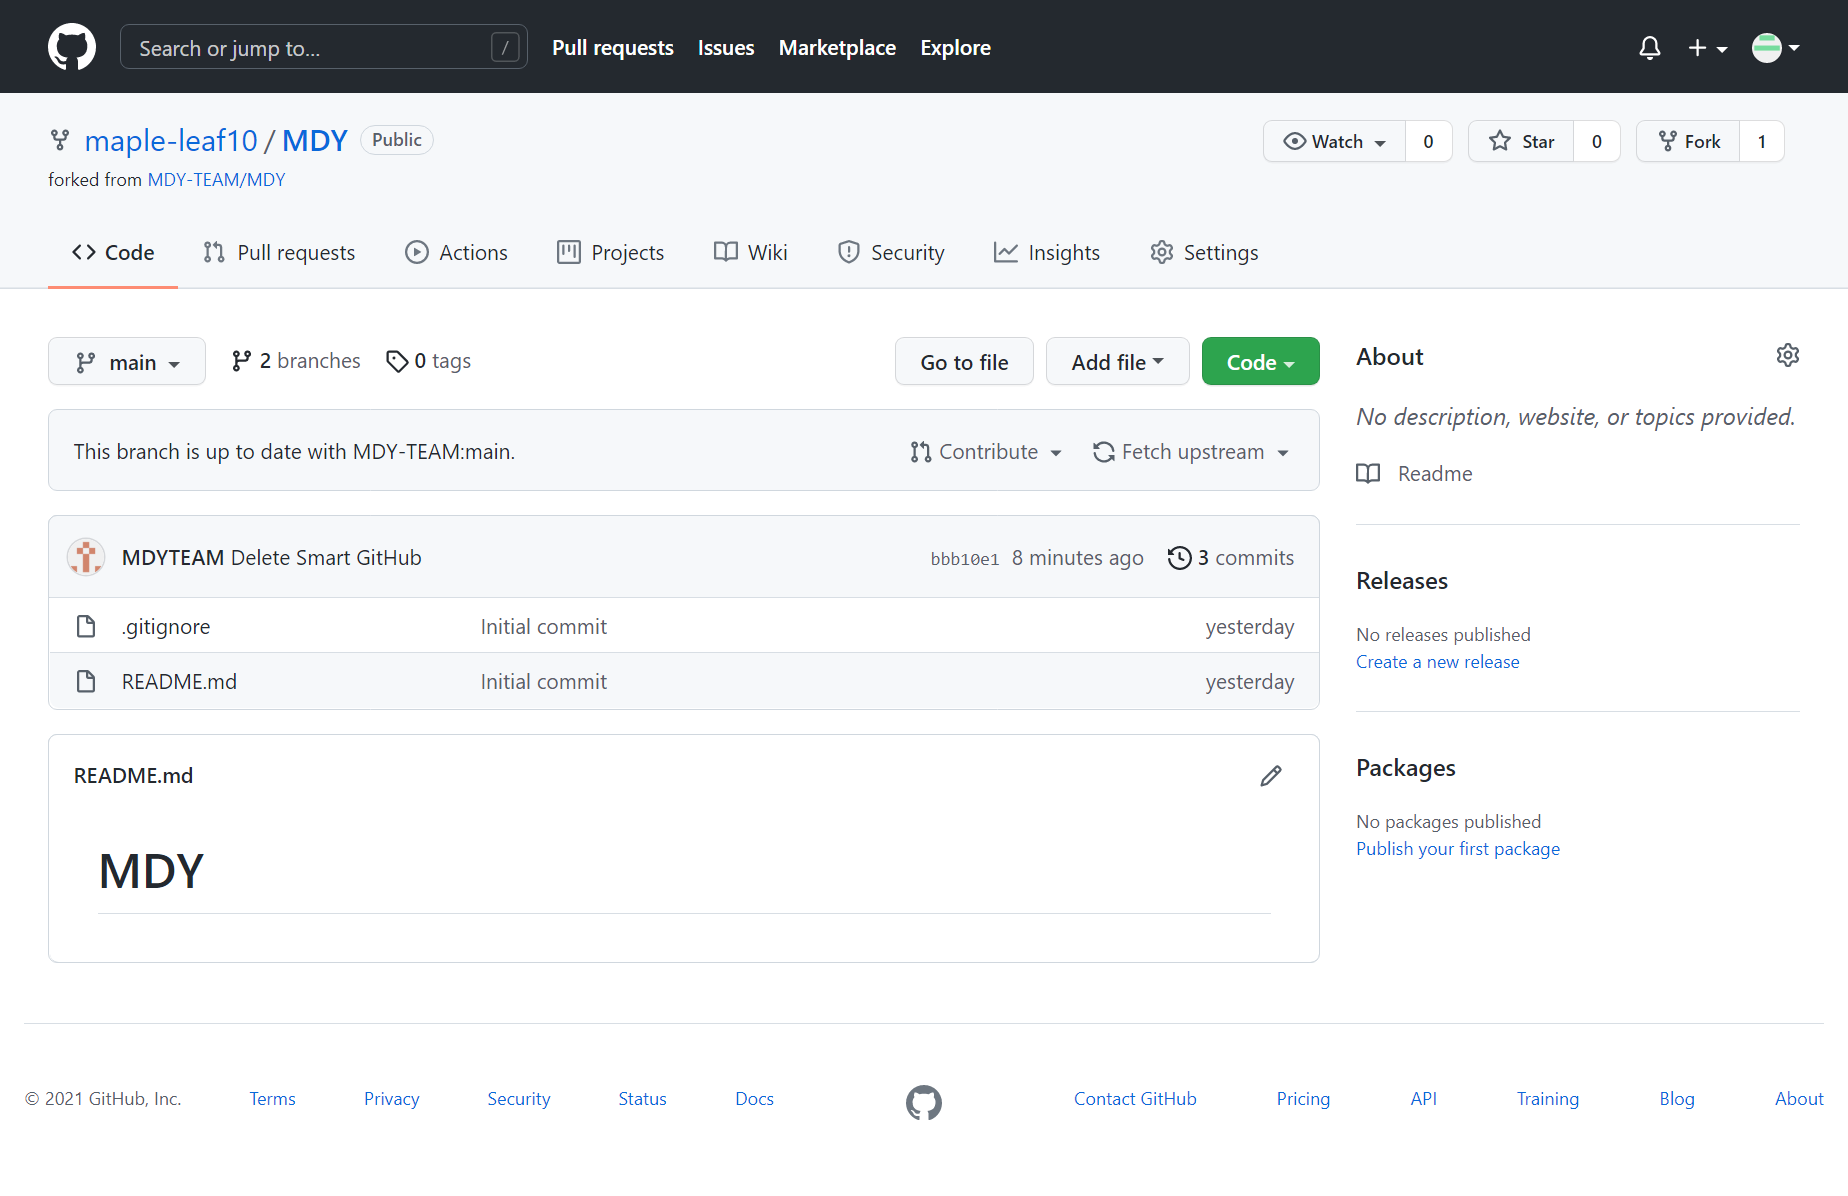 Search or jump to... /
Pull requests Issues Marketplace Explore
maple-leaf10 / MDY Public
Watch 0 Star 0 Fork 1
forked from MDY-TEAM/MDY
Code Pull requests Actions Projects Wiki Security Insights Settings
main 2 branches 0 tags Go to file Add file Code
This branch is up to date with MDY-TEAM:main. Contribute Fetch upstream
MDYTEAM Delete Smart GitHub bbb10e1 8 minutes ago 3 commits
.gitignore Initial commit yesterday
README.md Initial commit yesterday
README.md
MDY
About
No description, website, or topics provided.
Readme
Releases
No releases published
Create a new release
Packages
No packages published
Publish your first package
© 2021 GitHub, Inc. Terms Privacy Security Status Docs Contact GitHub Pricing API Training Blog About